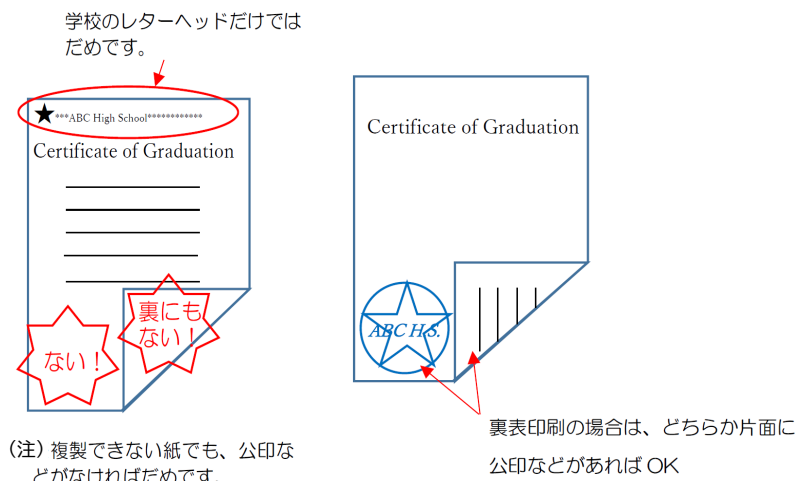 学校のレターヘッドだけでは
だめです。
★***ABC High School************
Certificate of Graduation
裏にも
ない！
ない！
(注) 複製できない紙でも、公印な
どがなければだめです。
Certificate of Graduation
ABC H.S.
裏表印刷の場合は、どちらか片面に
公印などがあれば OK